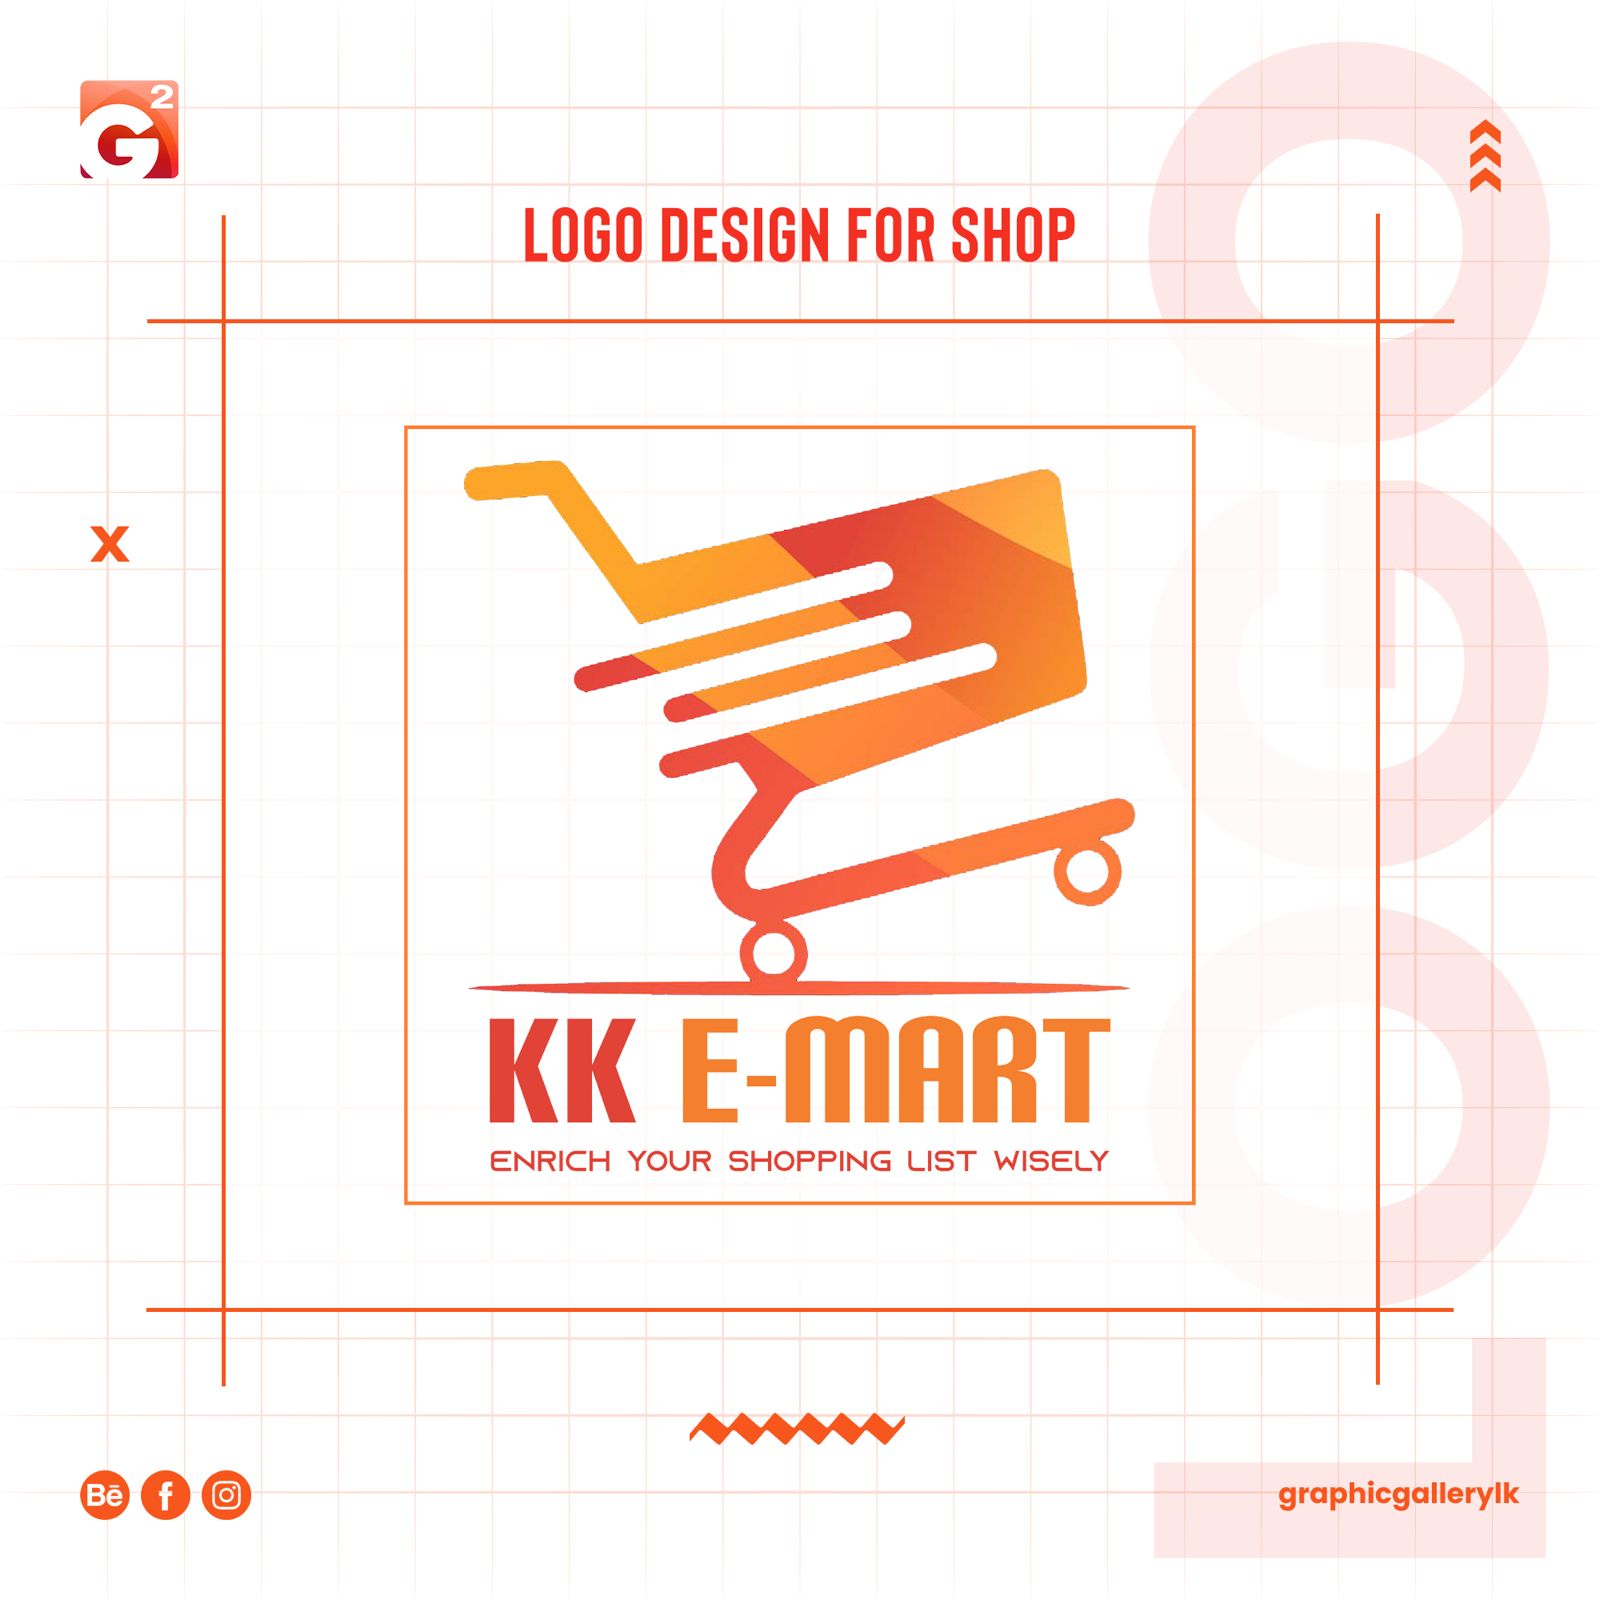 G2
LOGO DESIGN FOR SHOP
x
KK E-MART
ENRICH YOUR SHOPPING LIST WISELY
Bē f
graphicgallerylk
LOGO